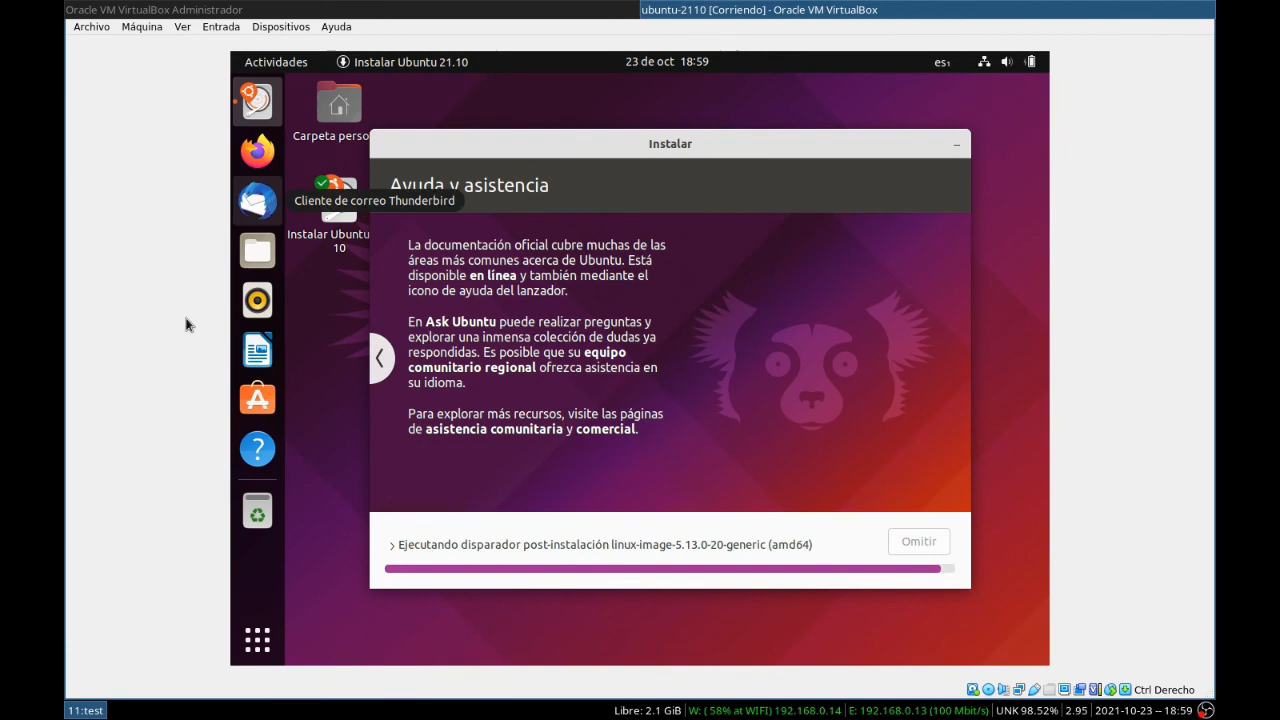 Oracle VM VirtualBox Administrador
ubuntu-2110 [Corriendo] - Oracle VM VirtualBox
Archivo Máquina Ver Entrada Dispositivos Ayuda
Actividades Instalar Ubuntu 21.10 23 de oct 18:59 es₁
Carpeta perso
Instalar
Ayuda y asistencia
Cliente de correo Thunderbird
Instalar Ubuntu
10
La documentación oficial cubre muchas de las
áreas más comunes acerca de Ubuntu. Está
disponible en línea y también mediante el
icono de ayuda del lanzador.
En Ask Ubuntu puede realizar preguntas y
explorar una inmensa colección de dudas ya
respondidas. Es posible que su equipo
comunitario regional ofrezca asistencia en
su idioma.
Para explorar más recursos, visite las páginas
de asistencia comunitaria y comercial.
Ejecutando disparador post-instalación linux-image-5.13.0-20-generic (amd64)
Omitir
Ctrl Derecho
11:test
Libre: 2.1 GiB W: ( 58% at WIFI) 192.168.0.14 E: 192.168.0.13 (100 Mbit/s) UNK 98.52% 2.95 2021-10-23 -- 18:59